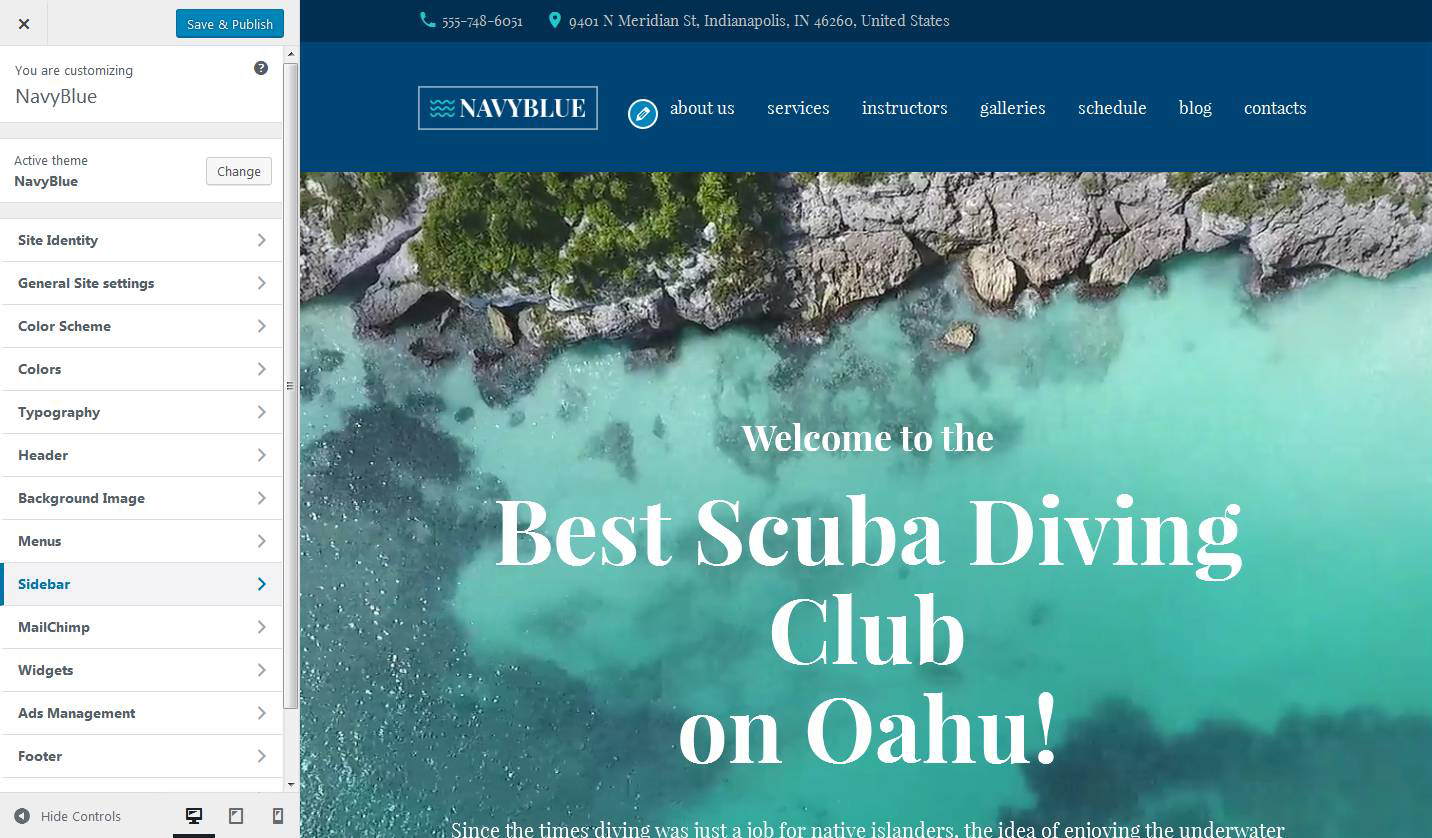 Save & Publish
You are customizing
NavyBlue
Active theme
NavyBlue
Change
Site Identity
General Site settings
Color Scheme
Colors
Typography
Header
Background Image
Menus
Sidebar
MailChimp
Widgets
Ads Management
Footer
Hide Controls
555-748-6051 9401 N Meridian St, Indianapolis, IN 46260, United States
NAVYBLUE about us services instructors galleries schedule blog contacts
Welcome to the
Best Scuba Diving
Club
on Oahu!
Since the times diving was just a job for native islanders, the idea of enjoying the underwater